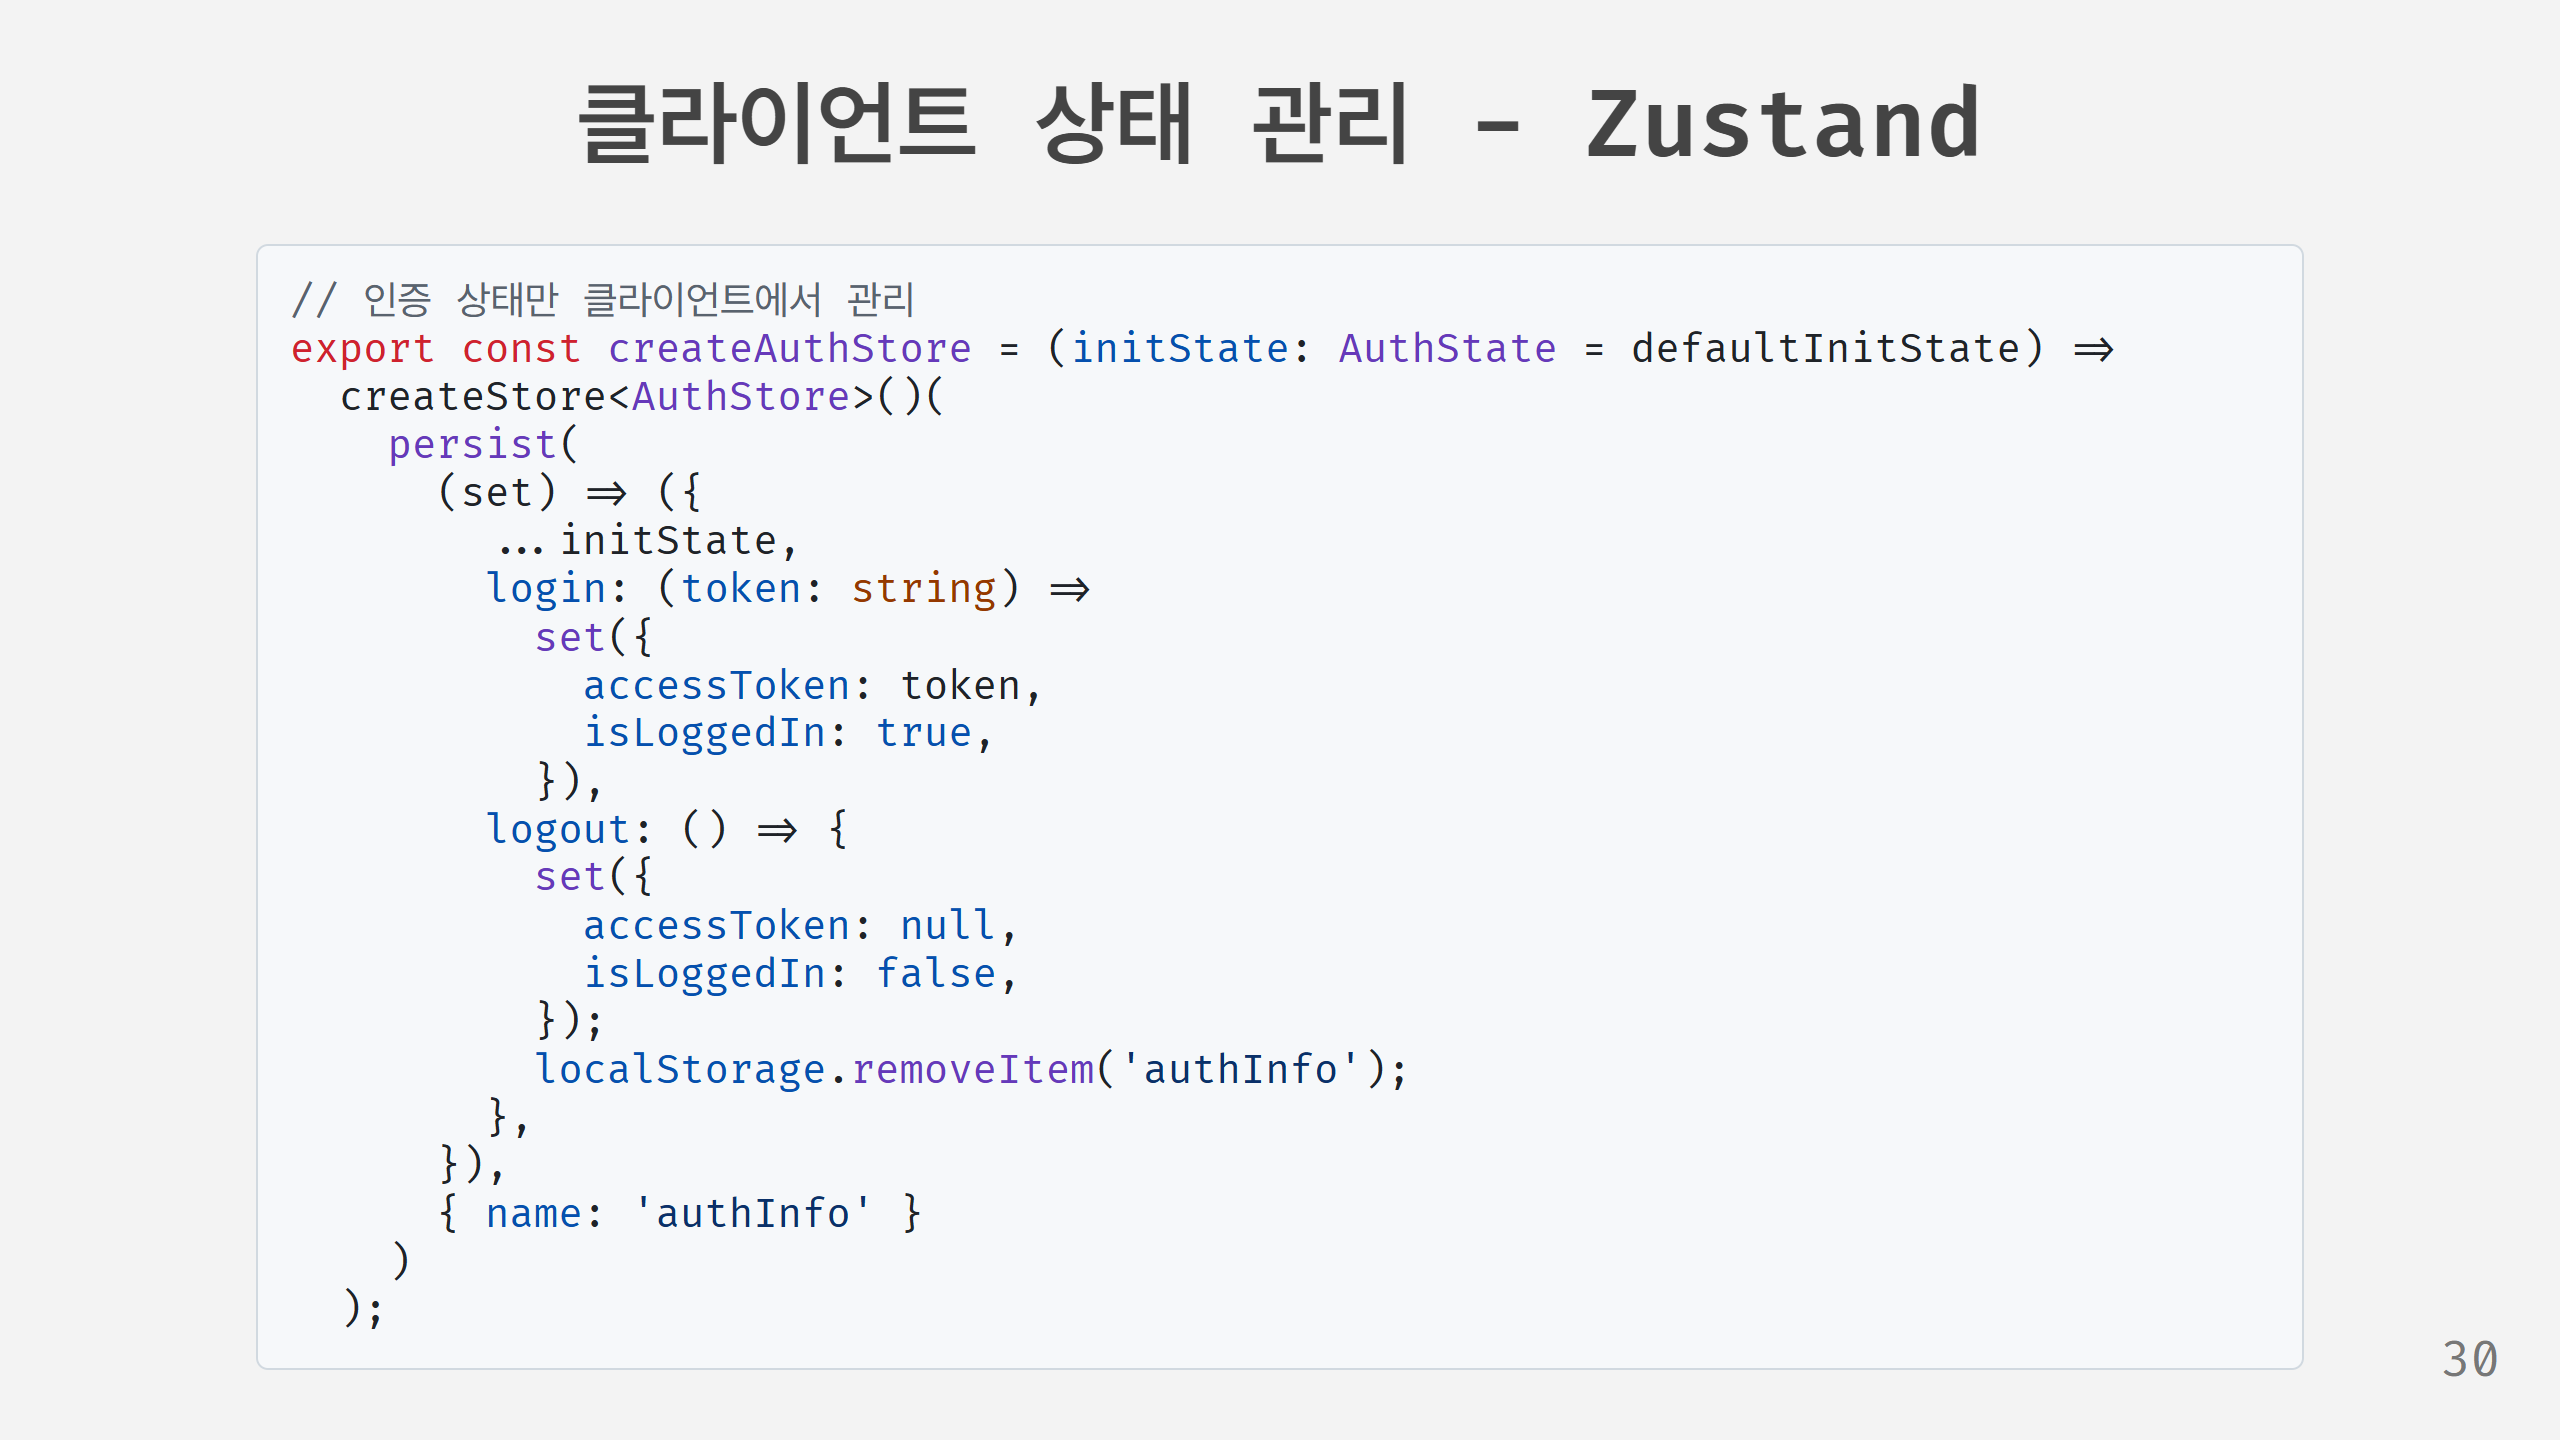 클라이언트 상태 관리 - Zustand
// 인증 상태만 클라이언트에서 관리
export const createAuthStore = (initState: AuthState = defaultInitState) =>
  createStore<AuthStore>()(
    persist(
      (set) => ({
        ...initState,
        login: (token: string) =>
          set({
            accessToken: token,
            isLoggedIn: true,
          }),
        logout: () => {
          set({
            accessToken: null,
            isLoggedIn: false,
          });
          localStorage.removeItem('authInfo');
        },
      }),
      { name: 'authInfo' }
    )
  );
30